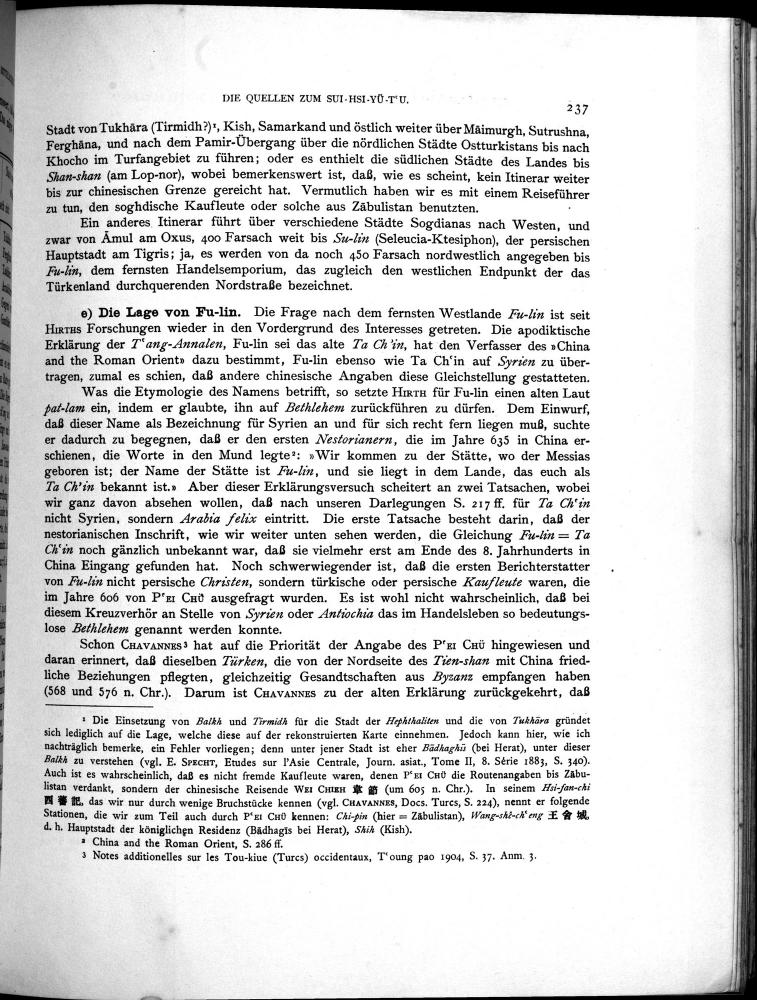 DIE QUELLEN ZUM SUI-HSI-YÜ-TʿU.
237
Stadt von Tukhāra (Tirmidh?)¹, Kish, Samarkand und östlich weiter über Māimurgh, Sutrushna,
Ferghāna, und nach dem Pamir-Übergang über die nördlichen Städte Ostturkistans bis nach
Khocho im Turfangebiet zu führen; oder es enthielt die südlichen Städte des Landes bis
Shan-shan (am Lop-nor), wobei bemerkenswert ist, daß, wie es scheint, kein Itinerar weiter
bis zur chinesischen Grenze gereicht hat. Vermutlich haben wir es mit einem Reiseführer
zu tun, den soghdische Kaufleute oder solche aus Zābulistan benutzten.
Ein anderes Itinerar führt über verschiedene Städte Sogdianas nach Westen, und
zwar von Āmul am Oxus, 400 Farsach weit bis Su-lin (Seleucia-Ktesiphon), der persischen
Hauptstadt am Tigris; ja, es werden von da noch 450 Farsach nordwestlich angegeben bis
Fu-lin, dem fernsten Handelsemporium, das zugleich den westlichen Endpunkt der das
Türkenland durchquerenden Nordstraße bezeichnet.
e) Die Lage von Fu-lin. Die Frage nach dem fernsten Westlande Fu-lin ist seit
HIRTHS Forschungen wieder in den Vordergrund des Interesses getreten. Die apodiktische
Erklärung der Tʿang-Annalen, Fu-lin sei das alte Ta Chʿin, hat den Verfasser des »China
and the Roman Orient» dazu bestimmt, Fu-lin ebenso wie Ta Chʿin auf Syrien zu über-
tragen, zumal es schien, daß andere chinesische Angaben diese Gleichstellung gestatteten.
Was die Etymologie des Namens betrifft, so setzte HIRTH für Fu-lin einen alten Laut
pat-lam ein, indem er glaubte, ihn auf Bethlehem zurückführen zu dürfen. Dem Einwurf,
daß dieser Name als Bezeichnung für Syrien an und für sich recht fern liegen muß, suchte
er dadurch zu begegnen, daß er den ersten Nestorianern, die im Jahre 635 in China er-
schienen, die Worte in den Mund legte²: »Wir kommen zu der Stätte, wo der Messias
geboren ist; der Name der Stätte ist Fu-lin, und sie liegt in dem Lande, das euch als
Ta Chʿin bekannt ist.» Aber dieser Erklärungsversuch scheitert an zwei Tatsachen, wobei
wir ganz davon absehen wollen, daß nach unseren Darlegungen S. 217 ff. für Ta Chʿin
nicht Syrien, sondern Arabia felix eintritt. Die erste Tatsache besteht darin, daß der
nestorianischen Inschrift, wie wir weiter unten sehen werden, die Gleichung Fu-lin = Ta
Chʿin noch gänzlich unbekannt war, daß sie vielmehr erst am Ende des 8. Jahrhunderts in
China Eingang gefunden hat. Noch schwerwiegender ist, daß die ersten Berichterstatter
von Fu-lin nicht persische Christen, sondern türkische oder persische Kaufleute waren, die
im Jahre 606 von PʿEI CHÜ ausgefragt wurden. Es ist wohl nicht wahrscheinlich, daß bei
diesem Kreuzverhör an Stelle von Syrien oder Antiochia das im Handelsleben so bedeutungs-
lose Bethlehem genannt werden konnte.
Schon CHAVANNES³ hat auf die Priorität der Angabe des PʿEI CHÜ hingewiesen und
daran erinnert, daß dieselben Türken, die von der Nordseite des Tien-shan mit China fried-
liche Beziehungen pflegten, gleichzeitig Gesandtschaften aus Byzanz empfangen haben
(568 und 576 n. Chr.). Darum ist CHAVANNES zu der alten Erklärung zurückgekehrt, daß
¹ Die Einsetzung von Balkh und Tirmidh für die Stadt der Hephthaliten und die von Tukhāra gründet
sich lediglich auf die Lage, welche diese auf der rekonstruierten Karte einnehmen. Jedoch kann hier, wie ich
nachträglich bemerke, ein Fehler vorliegen; denn unter jener Stadt ist eher Bādhaghīs (bei Herat), unter dieser
Balkh zu verstehen (vgl. E. SPECHT, Etudes sur l'Asie Centrale, Journ. asiat., Tome II, 8. Série 1883, S. 340).
Auch ist es wahrscheinlich, daß es nicht fremde Kaufleute waren, denen PʿEI CHÜ die Routenangaben bis Zābu-
listan verdankt, sondern der chinesische Reisende WEI CHIEH 韋節 (um 605 n. Chr.). In seinem Hsi-fan-chi
西蕃記, das wir nur durch wenige Bruchstücke kennen (vgl. CHAVANNES, Docs. Turcs, S. 224), nennt er folgende
Stationen, die wir zum Teil auch durch PʿEI CHÜ kennen: Chi-pin (hier = Zābulistan), Wang-shê-chʿeng 王舍城,
d. h. Hauptstadt der königlichen Residenz (Bādhagīs bei Herat), Shih (Kish).
² China and the Roman Orient, S. 286 ff.
³ Notes additionelles sur les Tou-kiue (Turcs) occidentaux, Tʿoung pao 1904, S. 37. Anm. 3.